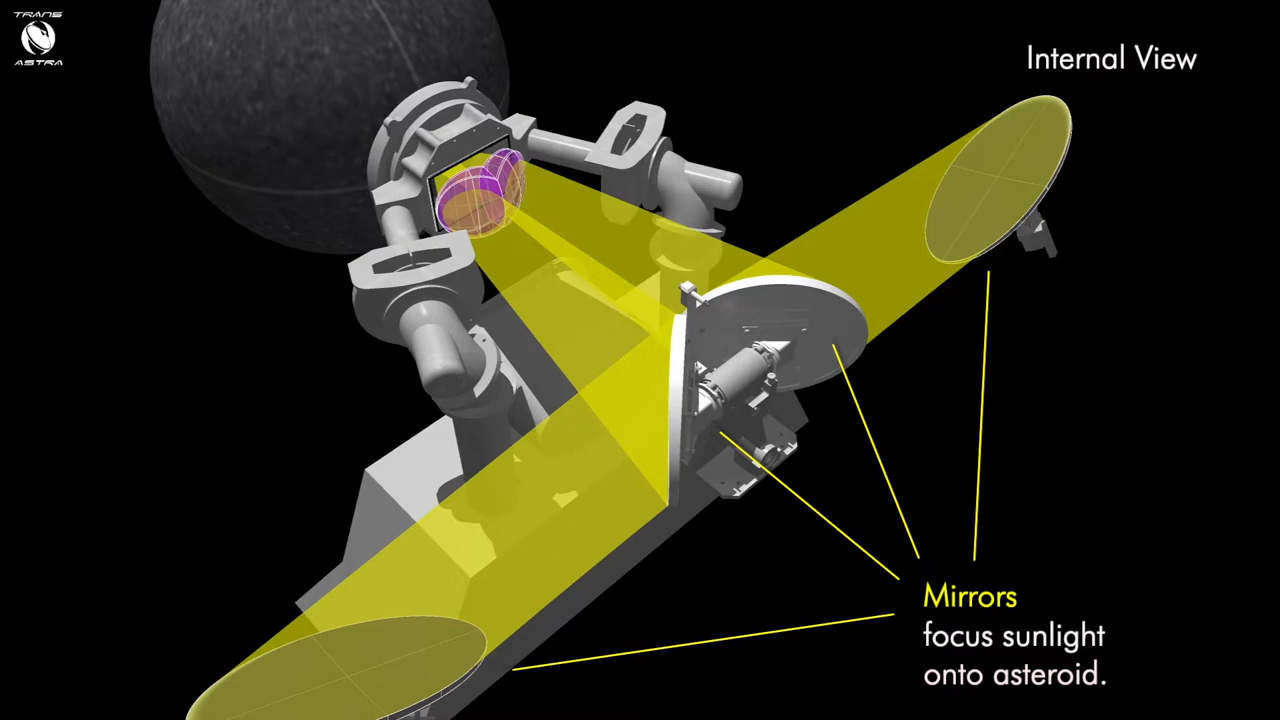 TRANS
ASTRA
Internal View
Mirrors
focus sunlight
onto asteroid.